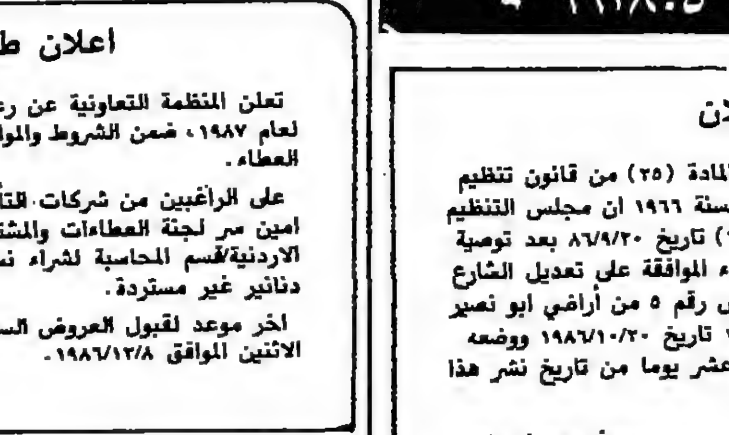 ٦٦٨٠٥
لان
المادة (٢٥) من قانون تنظيم
سنة ١٩٦٦ ان مجلس التنظيم
تاريخ ٨٦/٩/٢٠ بعد توصية
الموافقة على تعديل الشارع
رقم ٥ من أراضي ابو نصير
تاريخ ١٩٨٦/١٠/٢٠ ووضعه
عشر يوما من تاريخ نشر هذا
اعلان ط
تعلن المنظمة التعاونية عن رغ
لعام ١٩٨٧، ضمن الشروط والموا
العطاء.
على الراغبين من شركات التأ
امين سر لجنة العطاءات والمشت
الاردنية/قسم المحاسبة لشراء نس
دنانير غير مستردة.
اخر موعد لقبول العروض الس
الاثنين الموافق ١٩٨٦/١٢/٨.